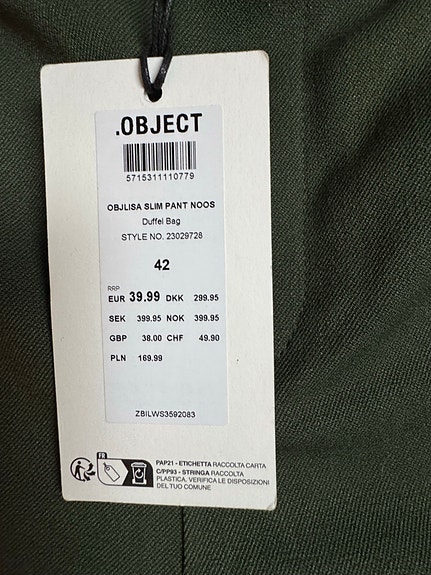 .OBJECT
5715311110779
OBJLISA SLIM PANT NOOS
Duffel Bag
STYLE NO. 23029728
42
RRP
EUR 39.99 DKK 299.95
SEK 399.95 NOK 399.95
GBP 38.00 CHF 49.90
PLN 169.99
ZBILWS3592083
FR
PAP21 - ETICHETTA RACCOLTA CARTA
C/PP93 - STRINGA RACCOLTA
PLASTICA. VERIFICA LE DISPOSIZIONI
DEL TUO COMUNE